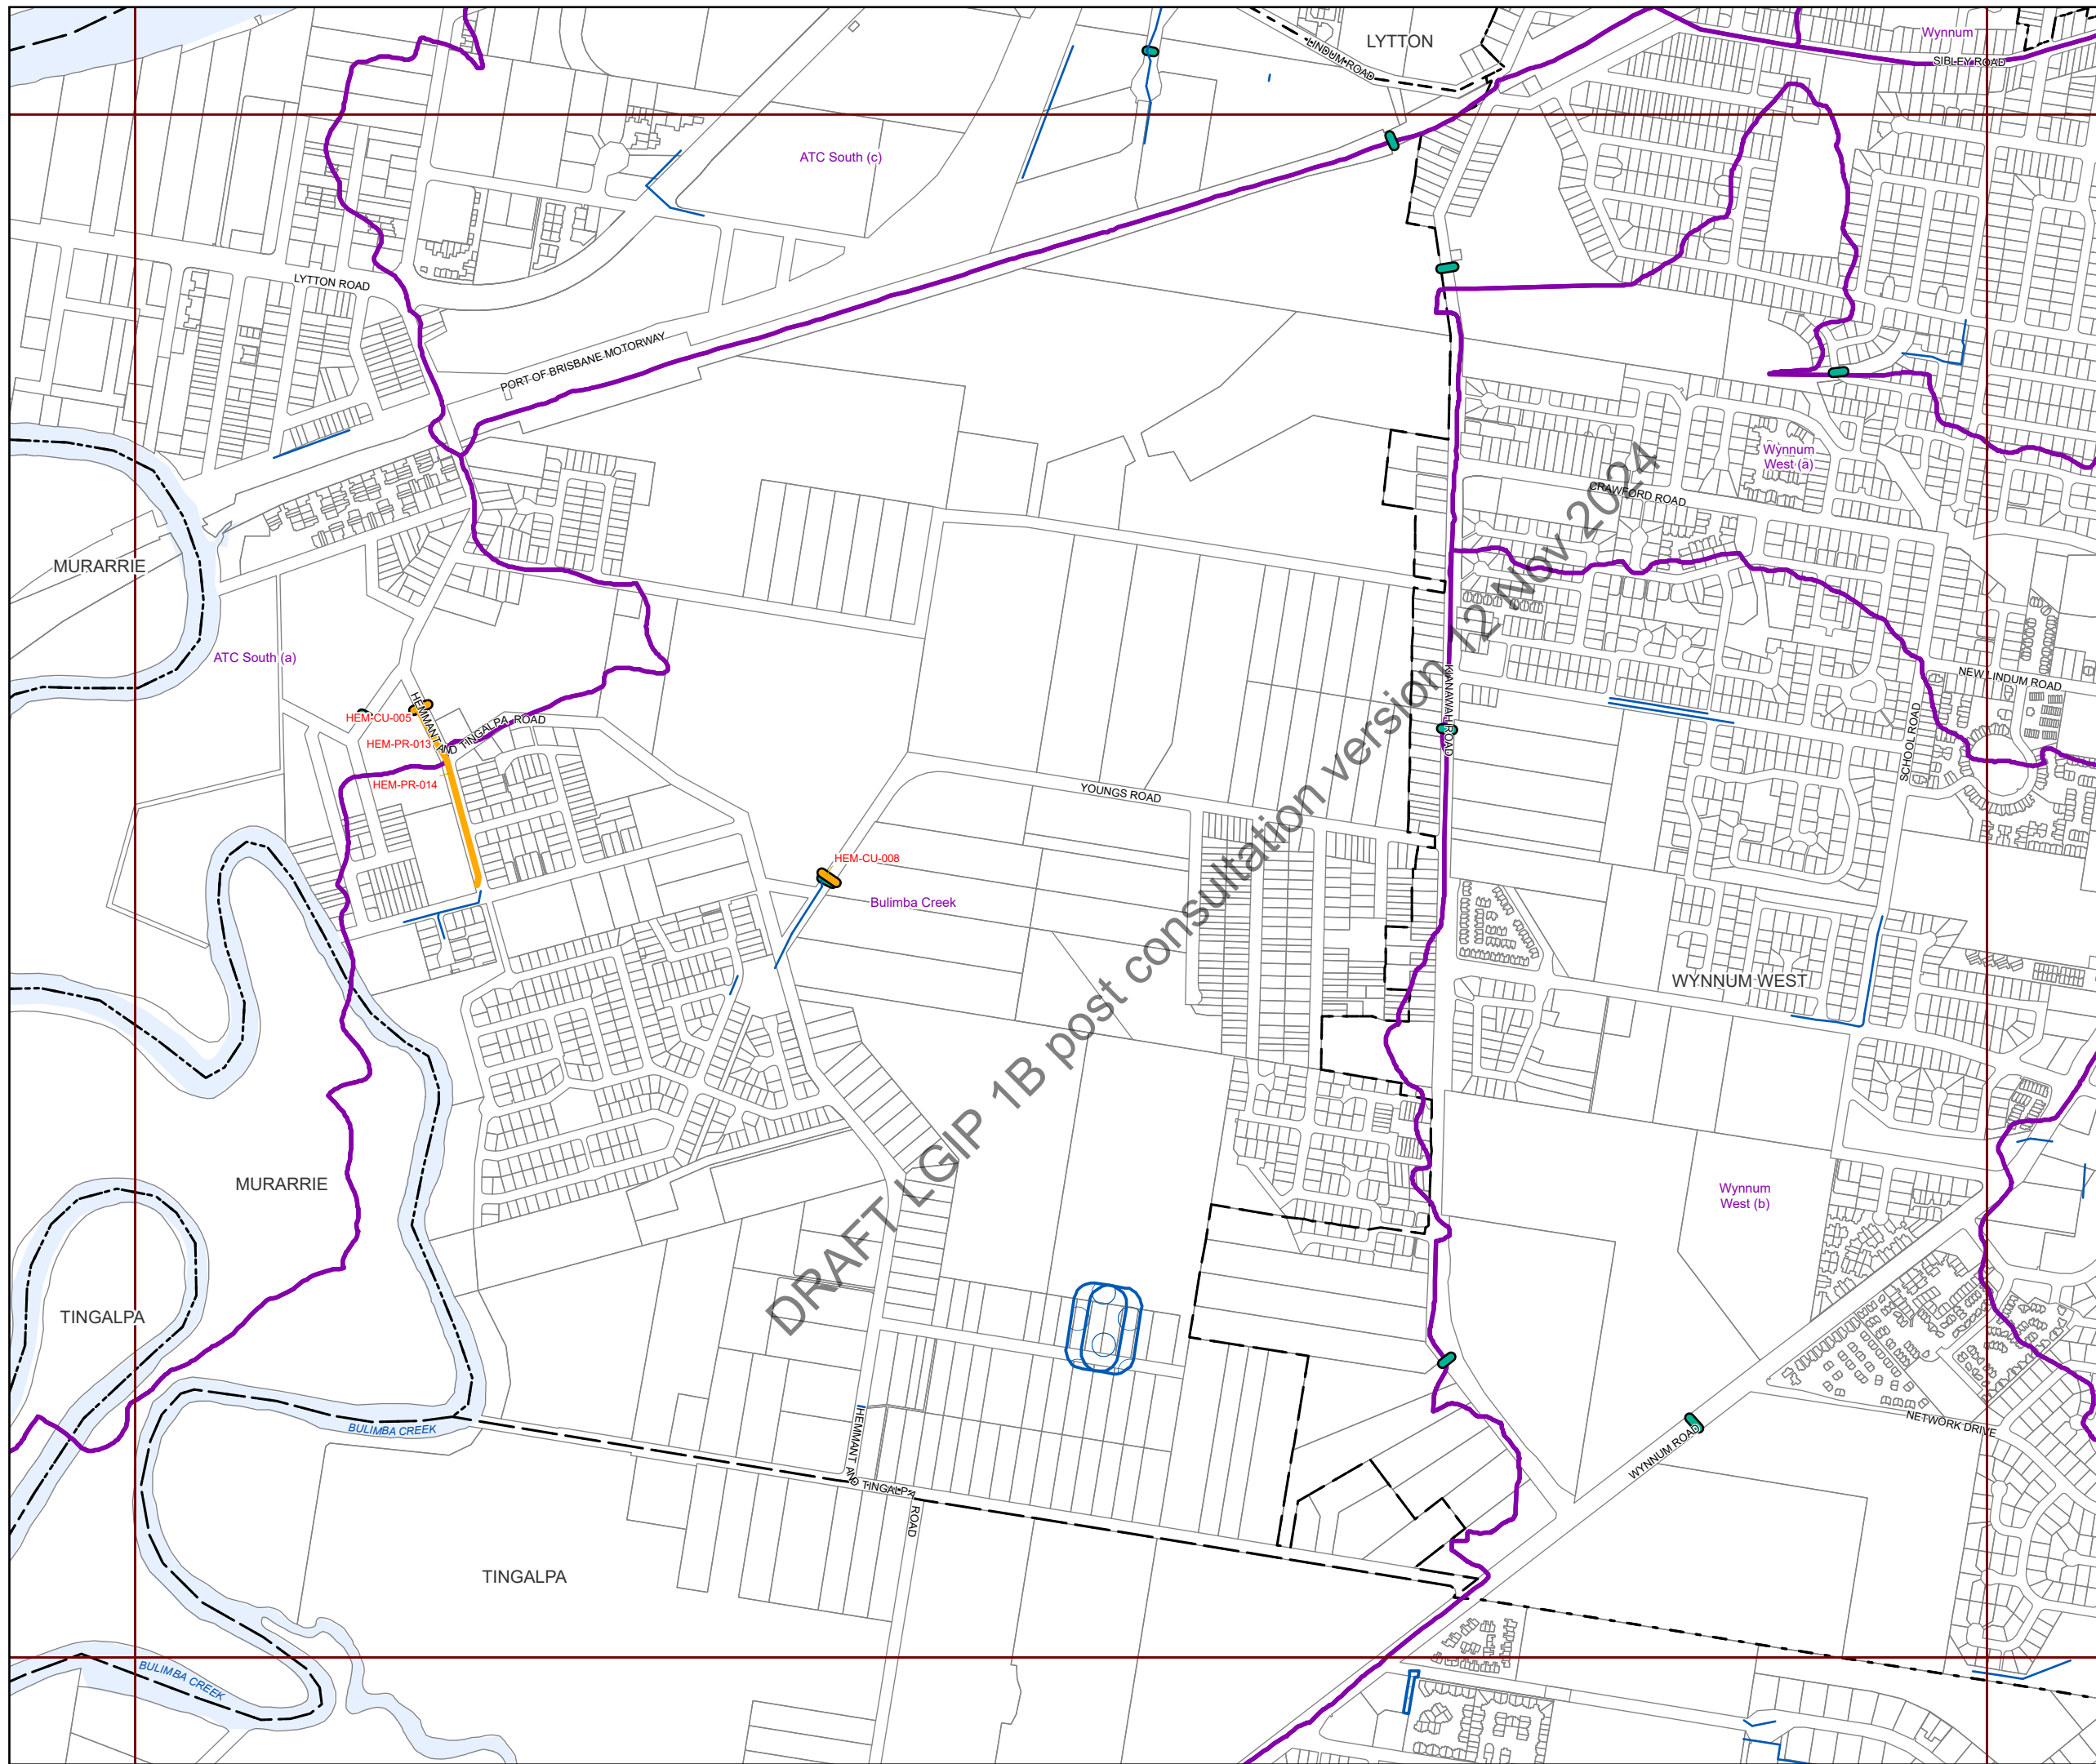 LYTTON
Wynnum
LINDUM ROAD
SIBLEY ROAD
ATC South (c)
LYTTON ROAD
PORT OF BRISBANE MOTORWAY
Wynnum
West (a)
CRAWFORD ROAD
MURARRIE
ATC South (a)
NEW LINDUM ROAD
KIANAWAH ROAD
SCHOOL ROAD
HEM-CU-005
HEM-PR-013
HEMMANT AND TINGALPA ROAD
HEM-PR-014
YOUNGS ROAD
HEM-CU-008
Bulimba Creek
WYNNUM WEST
DRAFT LGIP 1B post consultation version 12 Nov 2024
MURARRIE
Wynnum
West (b)
TINGALPA
BULIMBA CREEK
NETWORK DRIVE
WYNNUM ROAD
HEMMANT AND TINGALPA ROAD
TINGALPA
BULIMBA CREEK